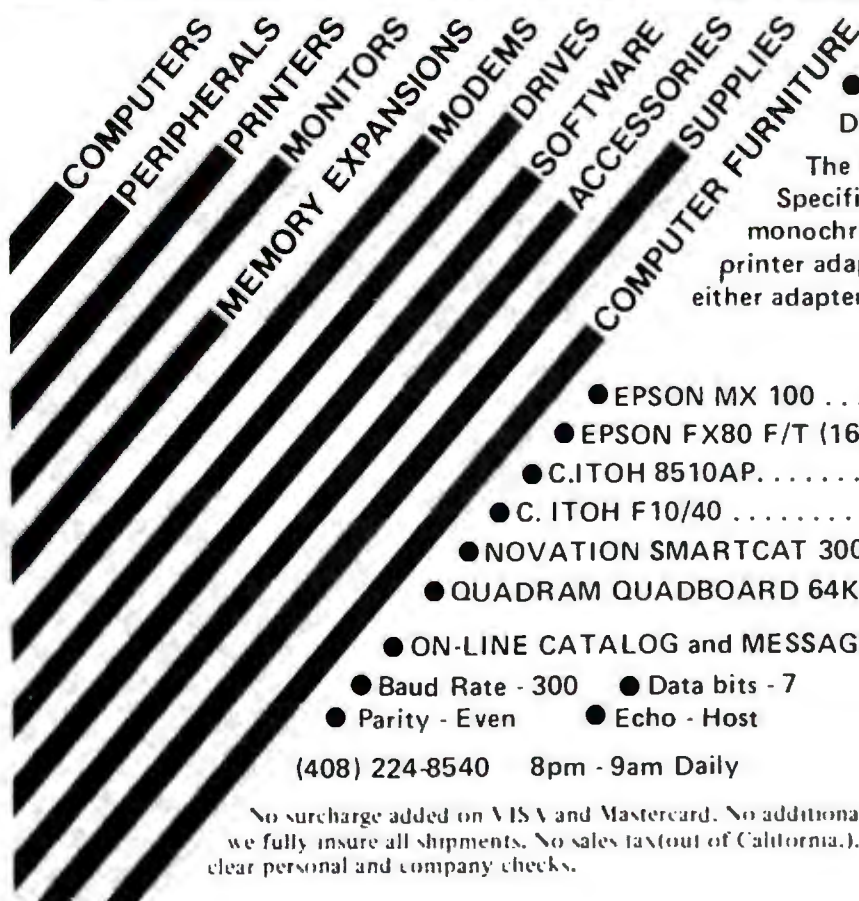 COMPUTERS
PERIPHERALS
PRINTERS
MONITORS
MEMORY EXPANSIONS
MODEMS
DRIVES
SOFTWARE
ACCESSORIES
SUPPLIES
COMPUTER FURNITURE
●
D
The
Specifi
monochr
printer adap
either adapter
● EPSON MX 100 . . .
● EPSON FX80 F/T (16
● C.ITOH 8510AP. . . . . . .
● C. ITOH F10/40 . . . . . . . . .
● NOVATION SMARTCAT 300
● QUADRAM QUADBOARD 64K
● ON-LINE CATALOG and MESSAG
● Baud Rate - 300 ● Data bits - 7
● Parity - Even ● Echo - Host
(408) 224-8540 8pm - 9am Daily
No surcharge added on VISA and Mastercard. No additiona
we fully insure all shipments. No sales tax(out of California.).
clear personal and company checks.